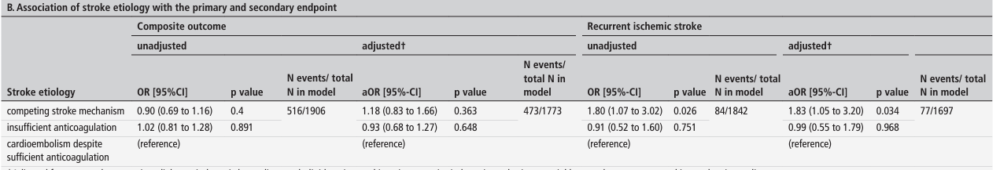 B. Association of stroke etiology with the primary and secondary endpoint
Composite outcome Recurrent ischemic stroke
unadjusted adjusted† unadjusted adjusted†
Stroke etiology OR [95%CI] p value N events/ total N in model aOR [95%-CI] p value N events/ total N in model OR [95%-CI] p value N events/ total N in model aOR [95%-CI] p value N events/ total N in model
competing stroke mechanism 0.90 (0.69 to 1.16) 0.4 516/1906 1.18 (0.83 to 1.66) 0.363 473/1773 1.80 (1.07 to 3.02) 0.026 84/1842 1.83 (1.05 to 3.20) 0.034 77/1697
insufficient anticoagulation 1.02 (0.81 to 1.28) 0.891 0.93 (0.68 to 1.27) 0.648 0.91 (0.52 to 1.60) 0.751 0.99 (0.55 to 1.79) 0.968
cardioembolism despite (reference) (reference) (reference) (reference)
sufficient anticoagulation